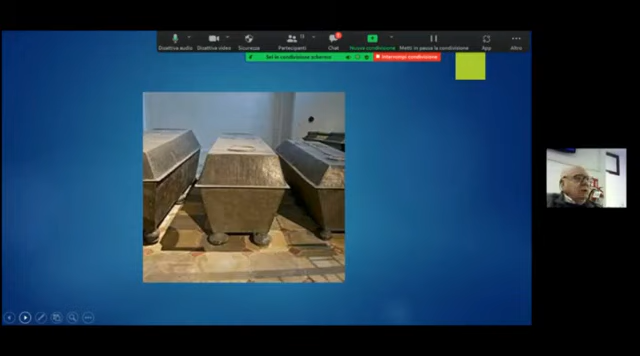 Disattiva audio Disattiva video Sicurezza Partecipanti Chat Nuova condivisione Metti in pausa la condivisione App Altro
Sei in condivisione schermo Interrompi condivisione